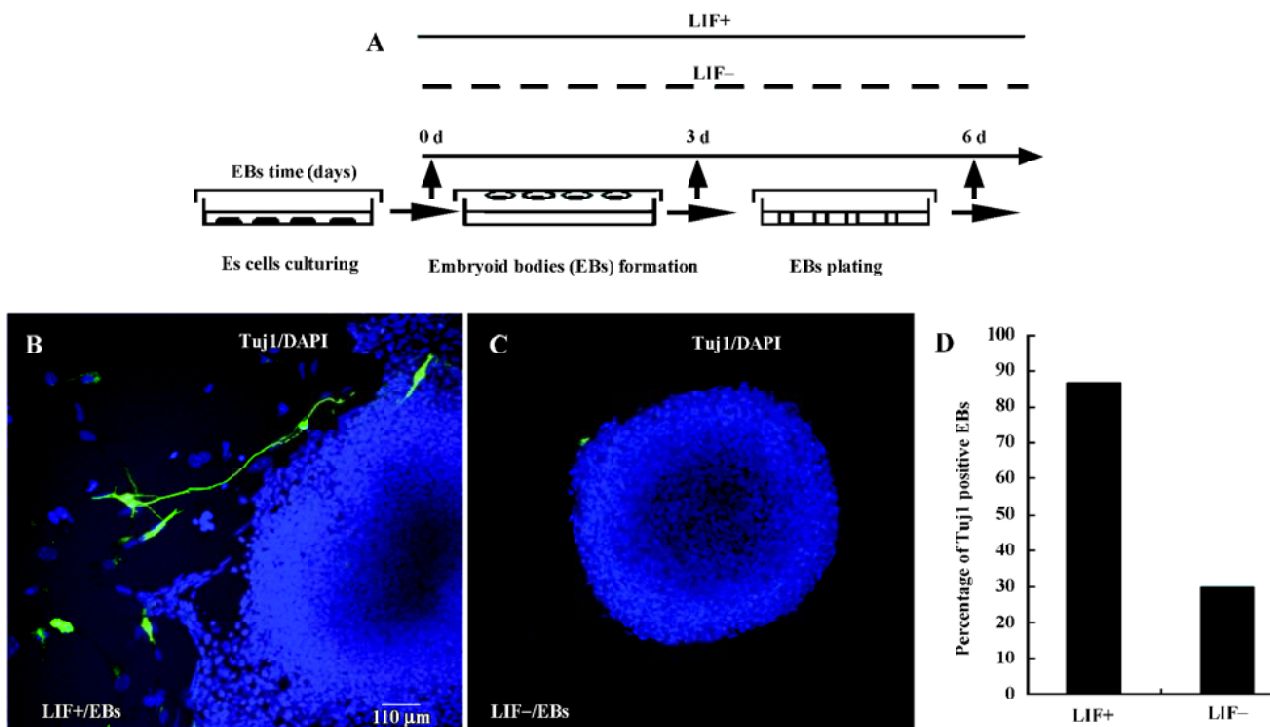 A
LIF+
LIF–
0 d
3 d
6 d
EBs time (days)
Es cells culturing
Embryoid bodies (EBs) formation
EBs plating
B
Tuj1/DAPI
LIF+/EBs
110 µm
C
Tuj1/DAPI
LIF–/EBs
D
Percentage of Tuj1 positive EBs
100
90
80
70
60
50
40
30
20
10
0
LIF+
LIF–